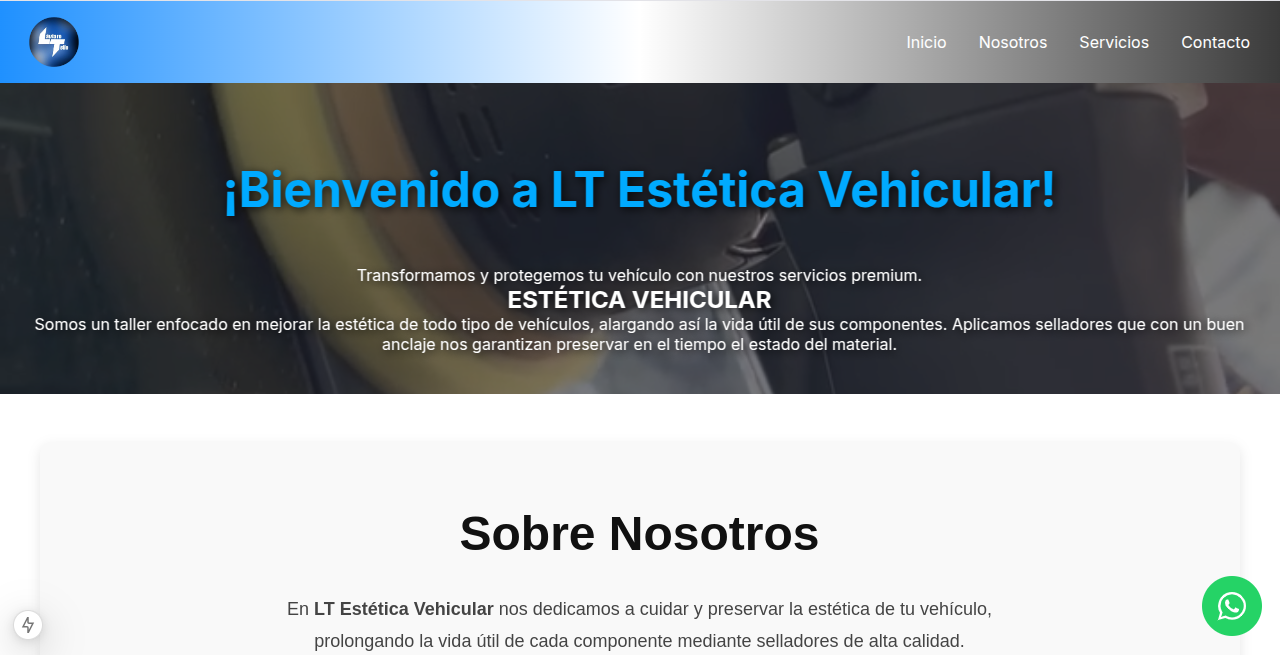 Inicio Nosotros Servicios Contacto
¡Bienvenido a LT Estética Vehicular!
Transformamos y protegemos tu vehículo con nuestros servicios premium.
ESTÉTICA VEHICULAR
Somos un taller enfocado en mejorar la estética de todo tipo de vehículos, alargando así la vida útil de sus componentes. Aplicamos selladores que con un buen
anclaje nos garantizan preservar en el tiempo el estado del material.
Sobre Nosotros
En LT Estética Vehicular nos dedicamos a cuidar y preservar la estética de tu vehículo,
prolongando la vida útil de cada componente mediante selladores de alta calidad.